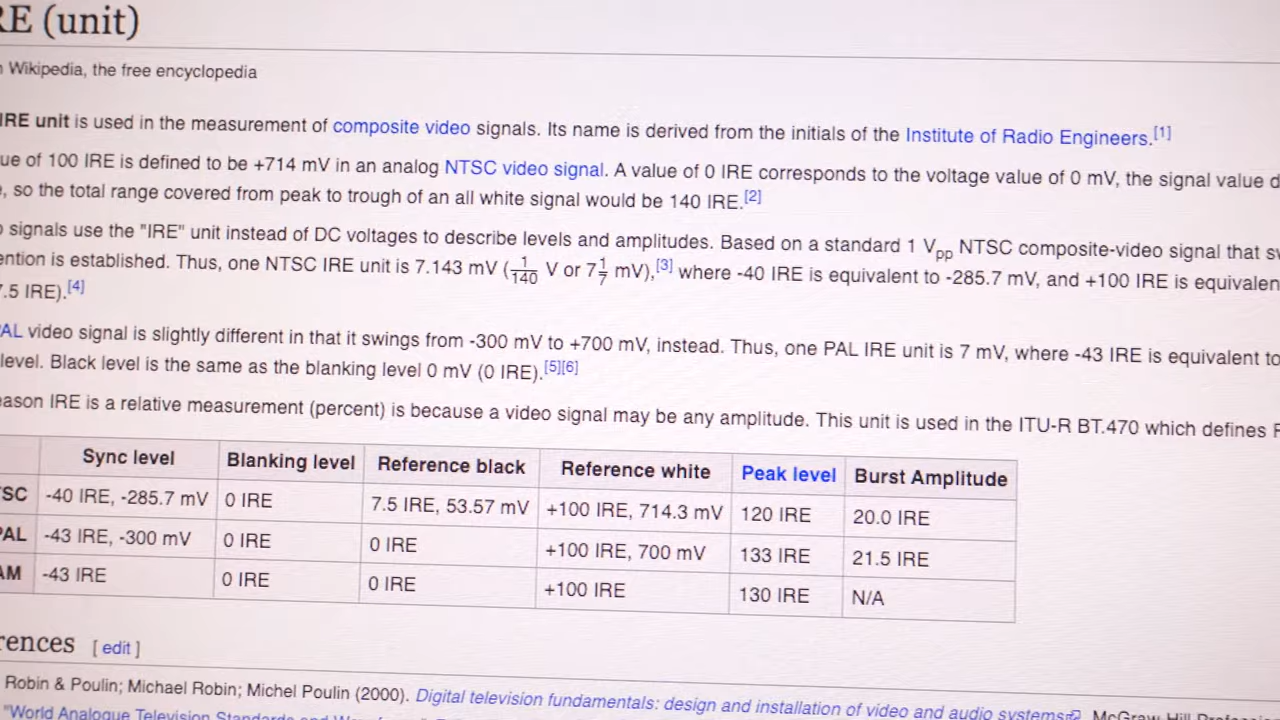 RE (unit)
Wikipedia, the free encyclopedia
IRE unit is used in the measurement of composite video signals. Its name is derived from the initials of the Institute of Radio Engineers.[1]
ue of 100 IRE is defined to be +714 mV in an analog NTSC video signal. A value of 0 IRE corresponds to the voltage value of 0 mV, the signal value d
, so the total range covered from peak to trough of an all white signal would be 140 IRE.[2]
signals use the "IRE" unit instead of DC voltages to describe levels and amplitudes. Based on a standard 1 Vpp NTSC composite-video signal that sw
ention is established. Thus, one NTSC IRE unit is 7.143 mV (1/140 V or 7 1/7 mV),[3] where -40 IRE is equivalent to -285.7 mV, and +100 IRE is equivalen
7.5 IRE).[4]
AL video signal is slightly different in that it swings from -300 mV to +700 mV, instead. Thus, one PAL IRE unit is 7 mV, where -43 IRE is equivalent to
level. Black level is the same as the blanking level 0 mV (0 IRE).[5][6]
eason IRE is a relative measurement (percent) is because a video signal may be any amplitude. This unit is used in the ITU-R BT.470 which defines P
Sync level Blanking level Reference black Reference white Peak level Burst Amplitude
SC -40 IRE, -285.7 mV 0 IRE 7.5 IRE, 53.57 mV +100 IRE, 714.3 mV 120 IRE 20.0 IRE
PAL -43 IRE, -300 mV 0 IRE 0 IRE +100 IRE, 700 mV 133 IRE 21.5 IRE
AM -43 IRE 0 IRE 0 IRE +100 IRE 130 IRE N/A
rences [ edit ]
Robin & Poulin; Michael Robin; Michel Poulin (2000). Digital television fundamentals: design and installation of video and audio systems. McGraw Hill
"World Analogue Television Standards and